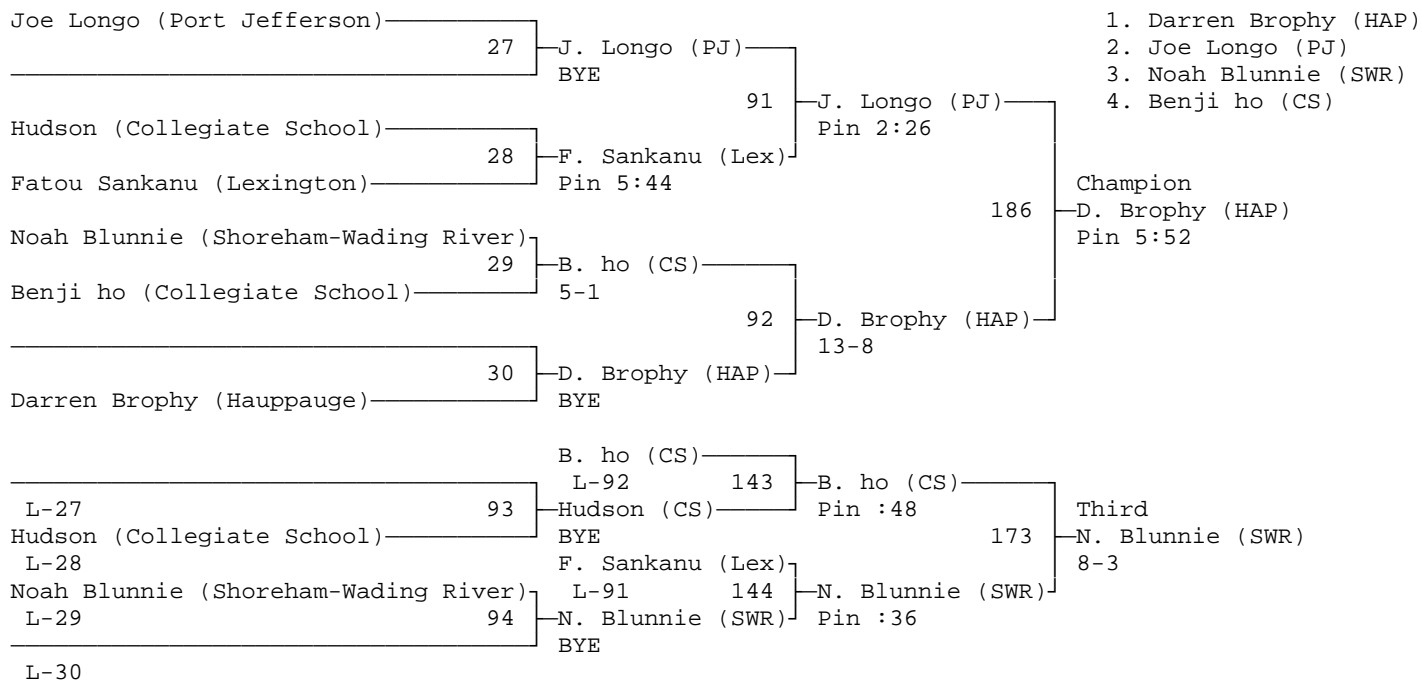 Joe Longo (Port Jefferson) 1. Darren Brophy (HAP)
27 J. Longo (PJ) 2. Joe Longo (PJ)
BYE 3. Noah Blunnie (SWR)
91 J. Longo (PJ) 4. Benji ho (CS)
Hudson (Collegiate School) Pin 2:26
28 F. Sankanu (Lex)
Fatou Sankanu (Lexington) Pin 5:44 Champion
186 D. Brophy (HAP)
Noah Blunnie (Shoreham-Wading River) Pin 5:52
29 B. ho (CS)
Benji ho (Collegiate School) 5-1
92 D. Brophy (HAP)
13-8
30 D. Brophy (HAP)
Darren Brophy (Hauppauge) BYE
B. ho (CS)
L-92 143 B. ho (CS)
L-27 93 Hudson (CS) Pin :48 Third
Hudson (Collegiate School) BYE 173 N. Blunnie (SWR)
L-28 F. Sankanu (Lex) 8-3
Noah Blunnie (Shoreham-Wading River) L-91 144 N. Blunnie (SWR)
L-29 94 N. Blunnie (SWR) Pin :36
BYE
L-30